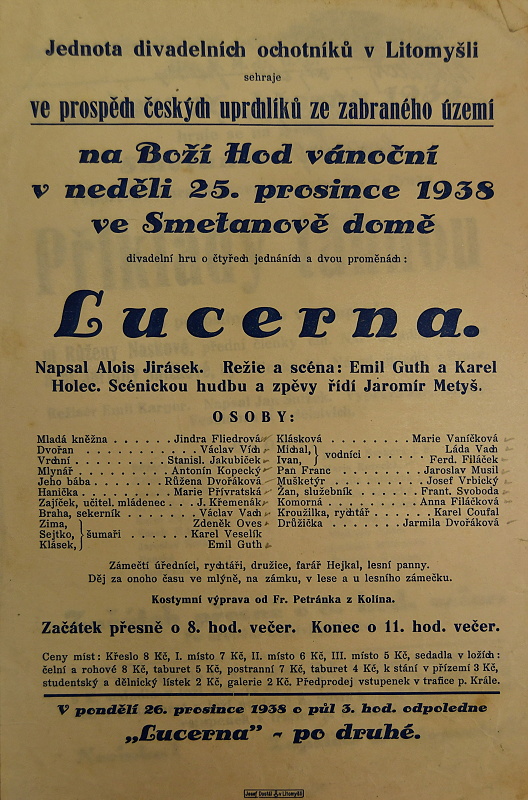 Jednota divadelních ochotníků v Litomyšli
sehraje
ve prospěch českých uprchlíků ze zabraného území
na Boží Hod vánoční
v neděli 25. prosince 1938
ve Smetanově domě
divadelní hru o čtyřech jednáních a dvou proměnách:
Lucerna.
Napsal Alois Jirásek. Režie a scéna: Emil Guth a Karel
Holec. Scénickou hudbu a zpěvy řídí Jaromír Metyš.
OSOBY:
Mladá kněžna . . . . . . Jindra Fliedrová
Dvořan . . . . . . . . . . Václav Vích
Vrchní . . . . . . . . . Stanisl. Jakubíček
Mlynář . . . . . . . . . Antonín Kopecký
Jeho bába . . . . . . . Růžena Dvořáková
Hanička . . . . . . . . Marie Přívratská
Zajíček, učitel. mládenec . . . J. Křemenák
Braha, sekerník . . . . . . Václav Vach
Zima, } Zdeněk Oves
Sejtko, } šumaři . . . . . Karel Veselík
Klásek, } Emil Guth
Klásková . . . . . . . . Marie Vaníčková
Michal, } vodníci . . . . . . Láďa Vach
Ivan, } Ferd. Filáček
Pan Franc . . . . . . . . Jaroslav Musil
Mušketýr . . . . . . . . Josef Vrbický
Žan, služebník . . . . . Frant. Svoboda
Komorná . . . . . . . . Anna Filáčková
Kroužilka, rychtář . . . . . Karel Coufal
Družička . . . . . . . Jarmila Dvořáková
Zámečtí úředníci, rychtáři, družice, farář Hejkal, lesní panny.
Děj za onoho času ve mlýně, na zámku, v lese a u lesního zámečku.
Kostymní výprava od Fr. Petránka z Kolína.
Začátek přesně o 8. hod. večer. Konec o 11. hod. večer.
Ceny míst: Křeslo 8 Kč, I. místo 7 Kč, II. místo 6 Kč, III. místo 5 Kč, sedadla v ložích:
čelní a rohové 8 Kč, taburet 5 Kč, postranní 7 Kč, taburet 4 Kč, k stání v přízemí 3 Kč,
studentský a dělnický lístek 2 Kč, galerie 2 Kč. Předprodej vstupenek v trafice p. Krále.
V pondělí 26. prosince 1938 o půl 3. hod. odpoledne
„Lucerna" - po druhé.
Josef Dostál v Litomyšli